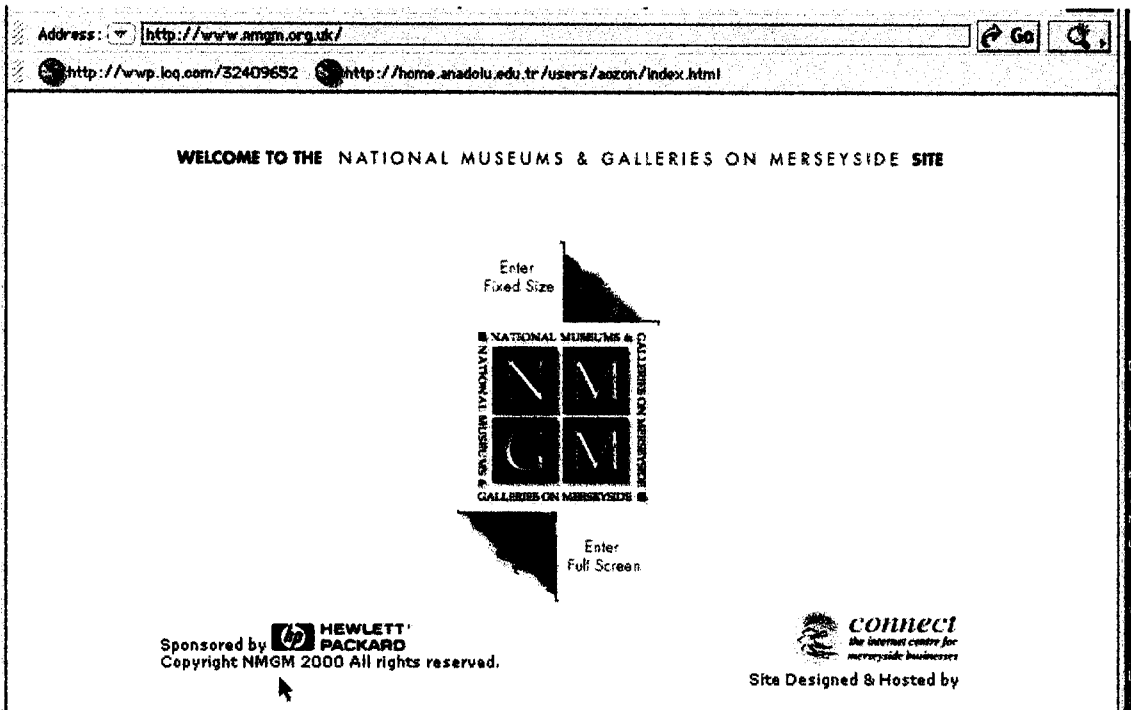 Address: http://www.nmgm.org.uk/ Go
http://wwp.icq.com/32409652 http://home.anadolu.edu.tr/users/aozon/index.html
WELCOME TO THE NATIONAL MUSEUMS & GALLERIES ON MERSEYSIDE SITE
Enter
Fixed Size
NATIONAL MUSEUMS &
GALLERIES ON MERSEYSIDE
NATIONAL MUSEUMS &
N M
G M
GALLERIES ON MERSEYSIDE
Enter
Full Screen
Sponsored by hp HEWLETT
PACKARD
Copyright NMGM 2000 All rights reserved.
connect
the internet centre for
merseyside businesses
Site Designed & Hosted by